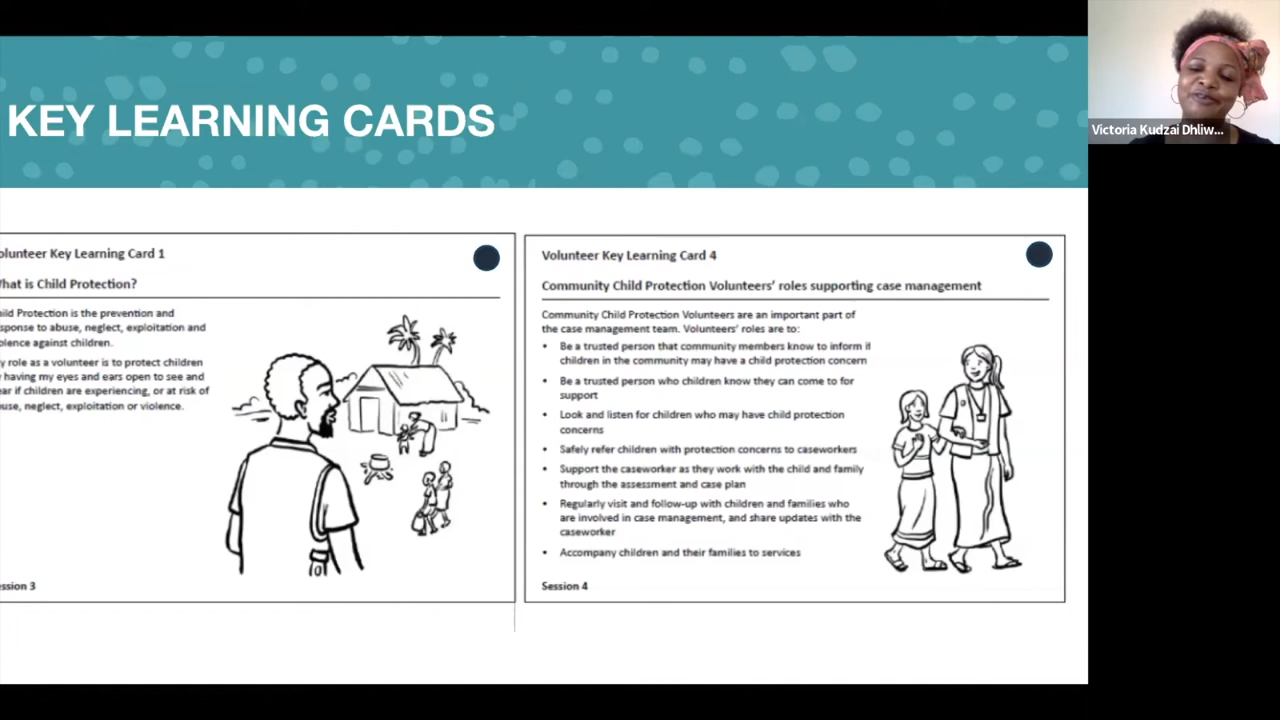 KEY LEARNING CARDS
Victoria Kudzai Dhliw...
olunteer Key Learning Card 1
hat is Child Protection?
ild Protection is the prevention and
sponse to abuse, neglect, exploitation and
olence against children.
y role as a volunteer is to protect children
having my eyes and ears open to see and
ear if children are experiencing, or at risk of
use, neglect, exploitation or violence.
ession 3
Volunteer Key Learning Card 4
Community Child Protection Volunteers' roles supporting case management
Community Child Protection Volunteers are an important part of
the case management team. Volunteers' roles are to:
• Be a trusted person that community members know to inform if
children in the community may have a child protection concern
• Be a trusted person who children know they can come to for
support
• Look and listen for children who may have child protection
concerns
• Safely refer children with protection concerns to caseworkers
• Support the caseworker as they work with the child and family
through the assessment and case plan
• Regularly visit and follow-up with children and families who
are involved in case management, and share updates with the
caseworker
• Accompany children and their families to services
Session 4